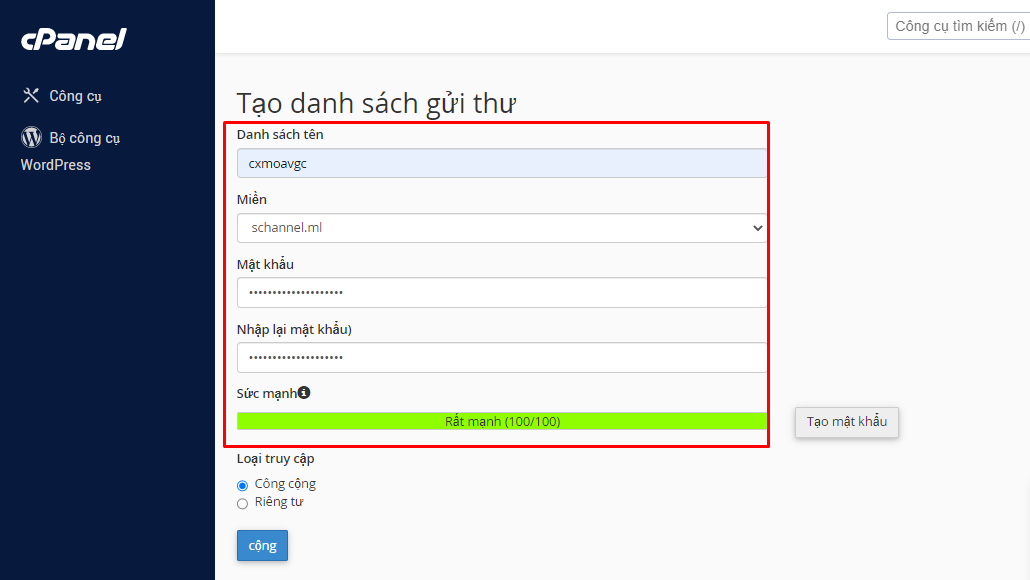 cPanel
Công cụ tìm kiếm (/)
Công cụ
Bộ công cụ
WordPress
Tạo danh sách gửi thư
Danh sách tên
cxmoavgc
Miền
schannel.ml
Mật khẩu
••••••••••••••••••••
Nhập lại mật khẩu)
••••••••••••••••••••
Sức mạnh
Rất mạnh (100/100)
Tạo mật khẩu
Loại truy cập
Công cộng
Riêng tư
cộng